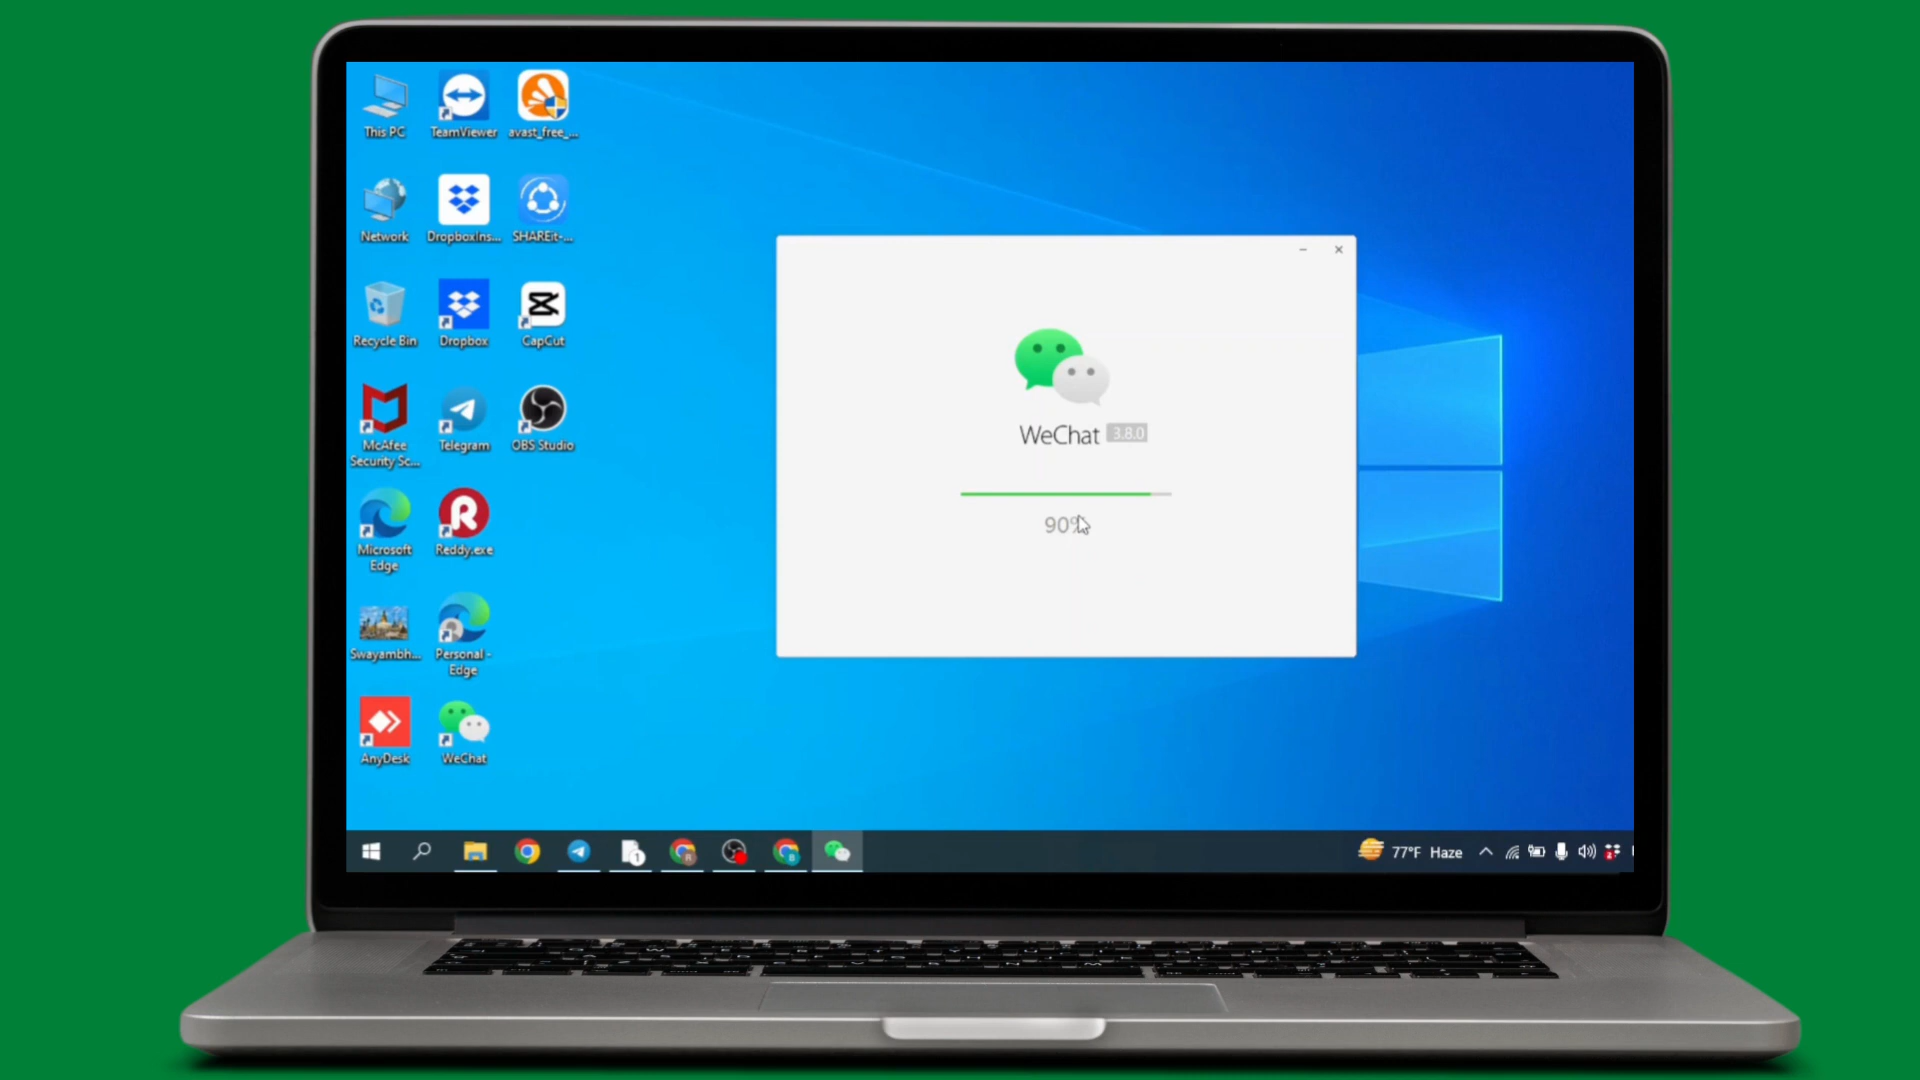 This PC
TeamViewer
avast_free_...
Network
DropboxIns...
SHAREit-...
Recycle Bin
Dropbox
CapCut
McAfee
Security Sc...
Telegram
OBS Studio
Microsoft
Edge
Reddy.exe
Swayambh...
Personal -
Edge
AnyDesk
WeChat
WeChat 3.8.0
90%
77°F Haze